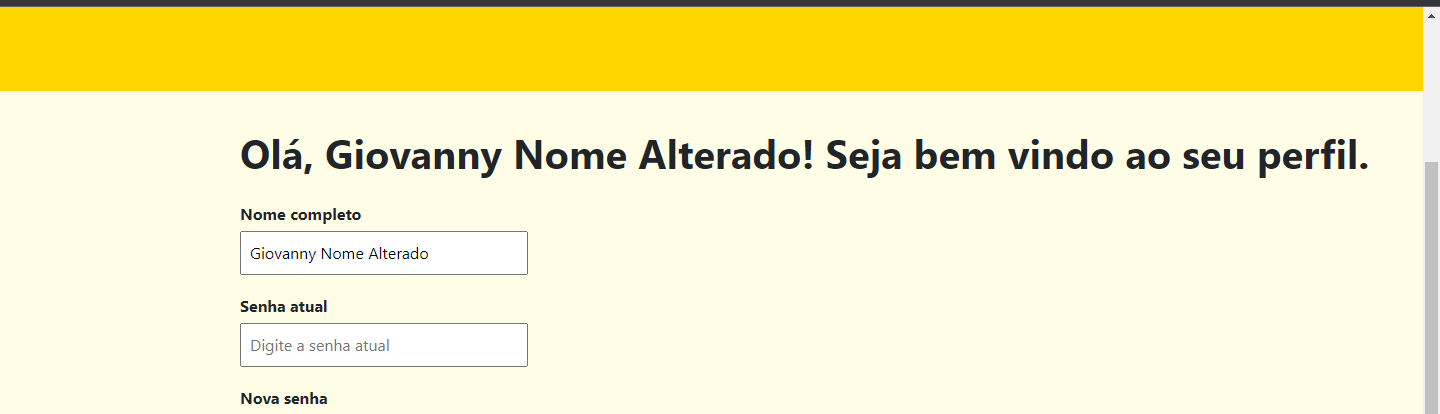 Olá, Giovanny Nome Alterado! Seja bem vindo ao seu perfil.
Nome completo
Giovanny Nome Alterado
Senha atual
Digite a senha atual
Nova senha